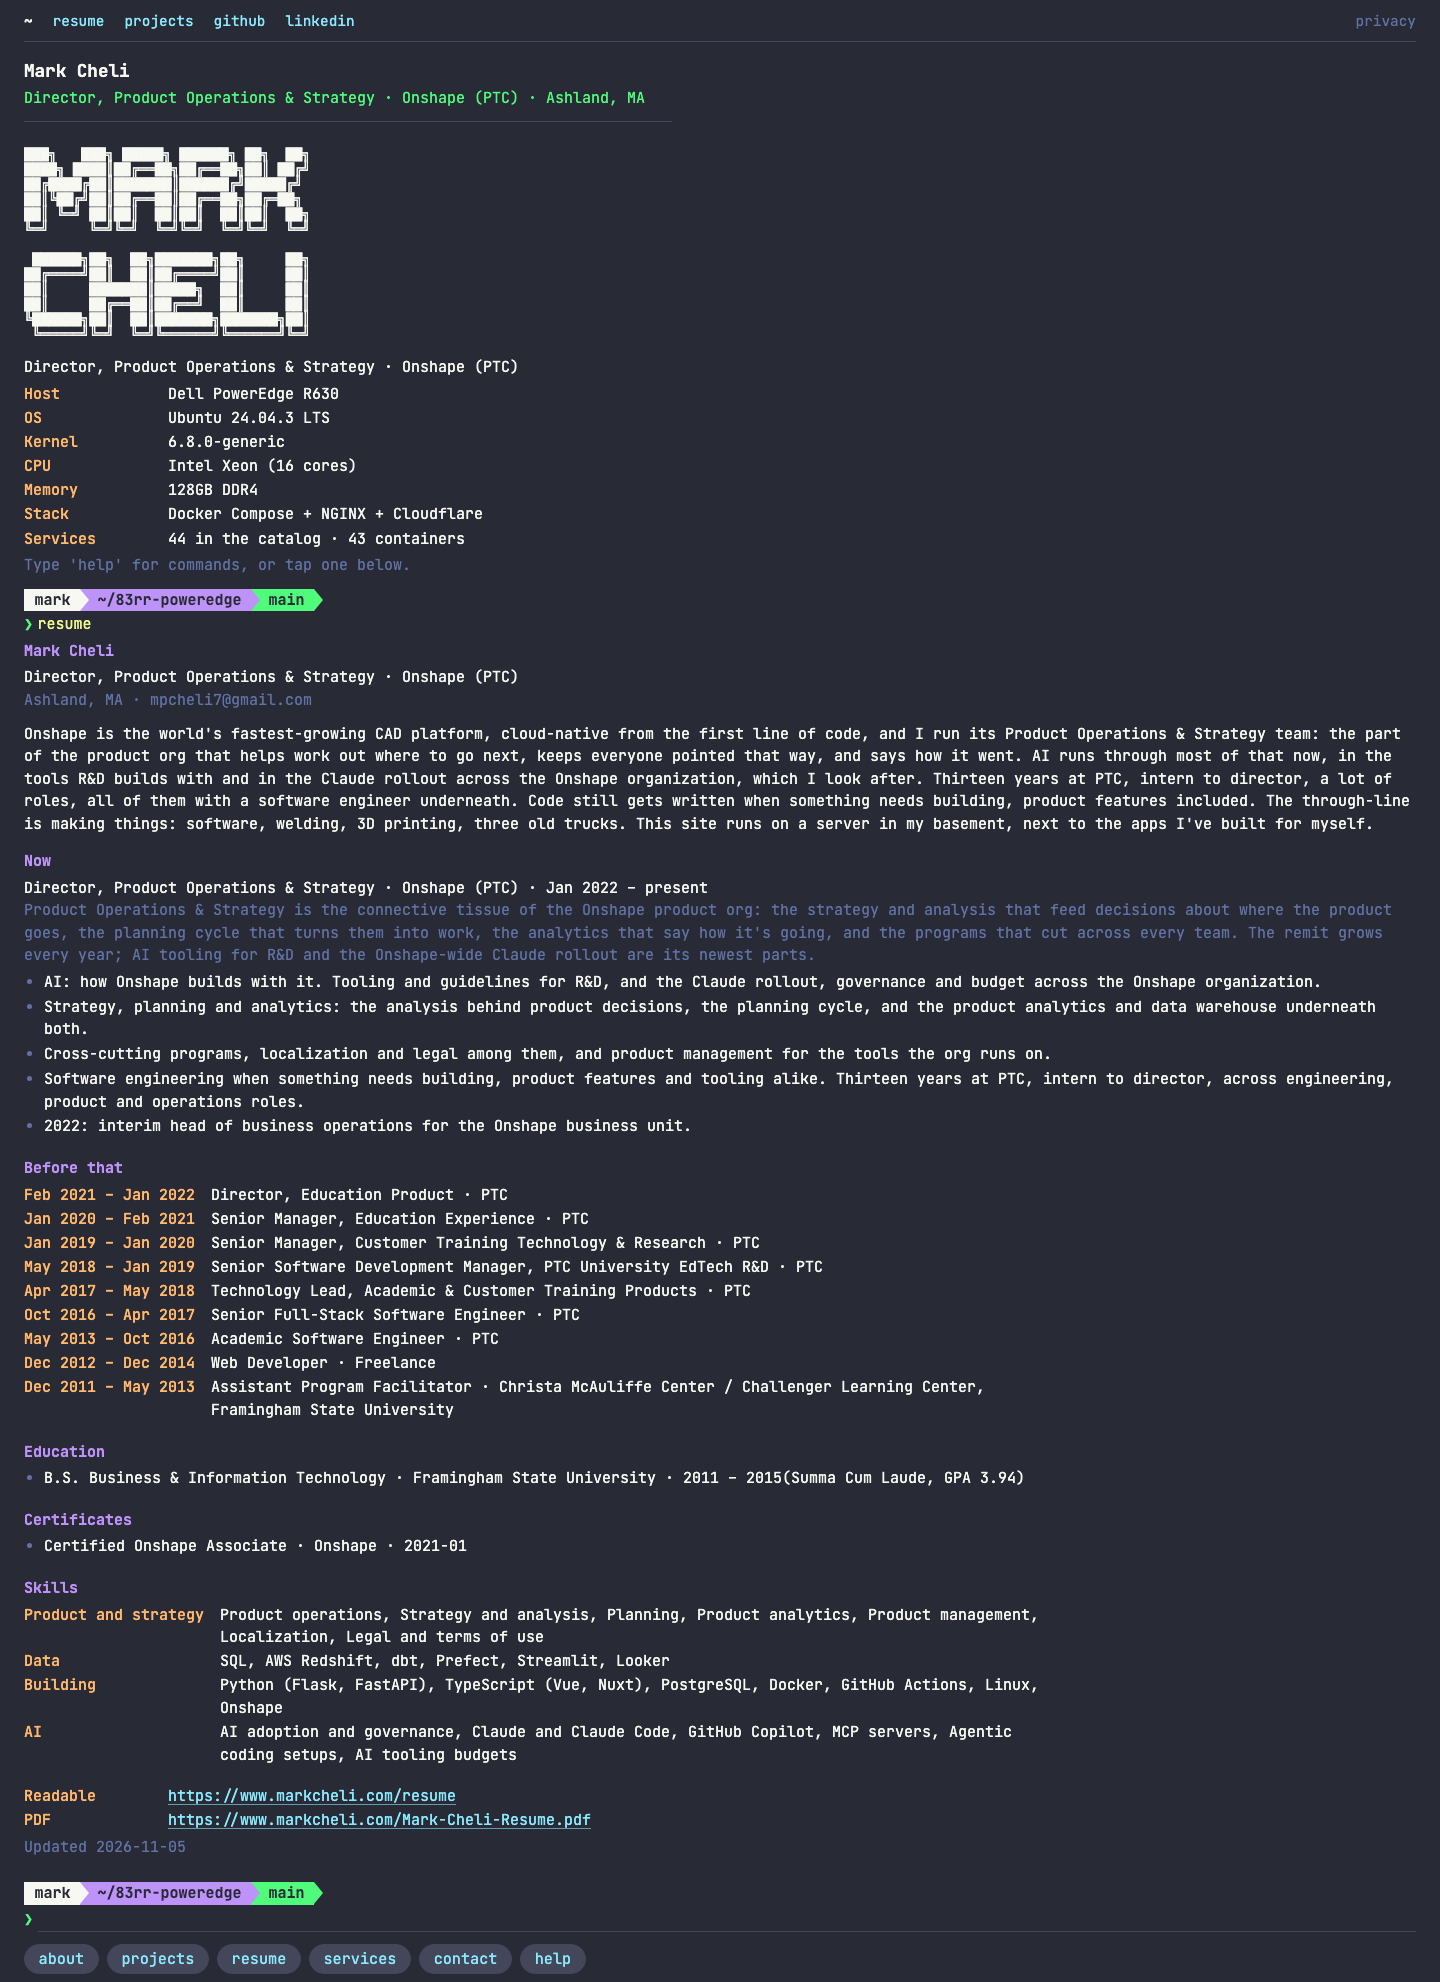 ~ resume projects github linkedin privacy
Mark Cheli
Director, Product Operations & Strategy · Onshape (PTC) · Ashland, MA
MARK
CHELI
Director, Product Operations & Strategy · Onshape (PTC)
Host Dell PowerEdge R630
OS Ubuntu 24.04.3 LTS
Kernel 6.8.0-generic
CPU Intel Xeon (16 cores)
Memory 128GB DDR4
Stack Docker Compose + NGINX + Cloudflare
Services 44 in the catalog · 43 containers
Type 'help' for commands, or tap one below.
mark ~/83rr-poweredge main
❯ resume
Mark Cheli
Director, Product Operations & Strategy · Onshape (PTC)
Ashland, MA · mpcheli7@gmail.com
Onshape is the world's fastest-growing CAD platform, cloud-native from the first line of code, and I run its Product Operations & Strategy team: the part
of the product org that helps work out where to go next, keeps everyone pointed that way, and says how it went. AI runs through most of that now, in the
tools R&D builds with and in the Claude rollout across the Onshape organization, which I look after. Thirteen years at PTC, intern to director, a lot of
roles, all of them with a software engineer underneath. Code still gets written when something needs building, product features included. The through-line
is making things: software, welding, 3D printing, three old trucks. This site runs on a server in my basement, next to the apps I've built for myself.
Now
Director, Product Operations & Strategy · Onshape (PTC) · Jan 2022 – present
Product Operations & Strategy is the connective tissue of the Onshape product org: the strategy and analysis that feed decisions about where the product
goes, the planning cycle that turns them into work, the analytics that say how it's going, and the programs that cut across every team. The remit grows
every year; AI tooling for R&D and the Onshape-wide Claude rollout are its newest parts.
• AI: how Onshape builds with it. Tooling and guidelines for R&D, and the Claude rollout, governance and budget across the Onshape organization.
• Strategy, planning and analytics: the analysis behind product decisions, the planning cycle, and the product analytics and data warehouse underneath
both.
• Cross-cutting programs, localization and legal among them, and product management for the tools the org runs on.
• Software engineering when something needs building, product features and tooling alike. Thirteen years at PTC, intern to director, across engineering,
product and operations roles.
• 2022: interim head of business operations for the Onshape business unit.
Before that
Feb 2021 – Jan 2022 Director, Education Product · PTC
Jan 2020 – Feb 2021 Senior Manager, Education Experience · PTC
Jan 2019 – Jan 2020 Senior Manager, Customer Training Technology & Research · PTC
May 2018 – Jan 2019 Senior Software Development Manager, PTC University EdTech R&D · PTC
Apr 2017 – May 2018 Technology Lead, Academic & Customer Training Products · PTC
Oct 2016 – Apr 2017 Senior Full-Stack Software Engineer · PTC
May 2013 – Oct 2016 Academic Software Engineer · PTC
Dec 2012 – Dec 2014 Web Developer · Freelance
Dec 2011 – May 2013 Assistant Program Facilitator · Christa McAuliffe Center / Challenger Learning Center,
Framingham State University
Education
• B.S. Business & Information Technology · Framingham State University · 2011 – 2015(Summa Cum Laude, GPA 3.94)
Certificates
• Certified Onshape Associate · Onshape · 2021-01
Skills
Product and strategy Product operations, Strategy and analysis, Planning, Product analytics, Product management,
Localization, Legal and terms of use
Data SQL, AWS Redshift, dbt, Prefect, Streamlit, Looker
Building Python (Flask, FastAPI), TypeScript (Vue, Nuxt), PostgreSQL, Docker, GitHub Actions, Linux,
Onshape
AI AI adoption and governance, Claude and Claude Code, GitHub Copilot, MCP servers, Agentic
coding setups, AI tooling budgets
Readable https://www.markcheli.com/resume
PDF https://www.markcheli.com/Mark-Cheli-Resume.pdf
Updated 2026-11-05
mark ~/83rr-poweredge main
❯
about projects resume services contact help